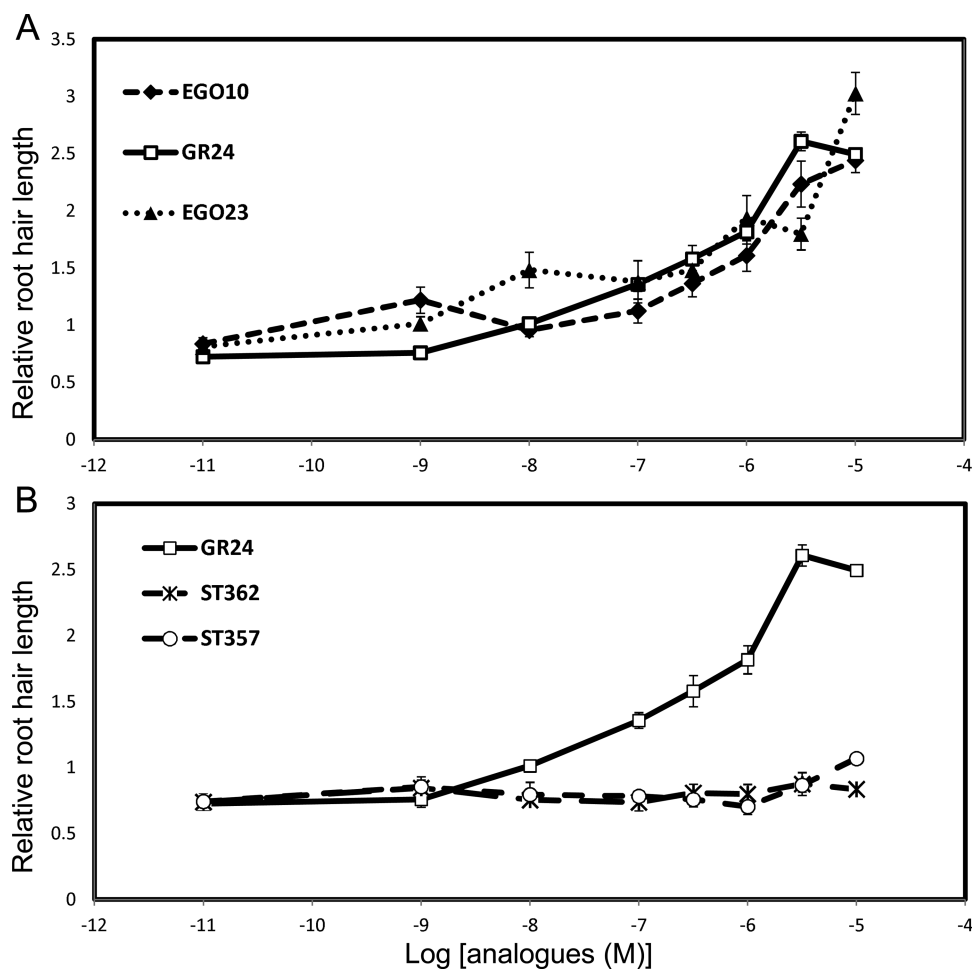 A
Relative root hair length
3.5
3
2.5
2
1.5
1
0.5
0
EGO10
GR24
EGO23
-12 -11 -10 -9 -8 -7 -6 -5 -4
B
Relative root hair length
3
2.5
2
1.5
1
0.5
0
GR24
ST362
ST357
-12 -11 -10 -9 -8 -7 -6 -5 -4
Log [analogues (M)]